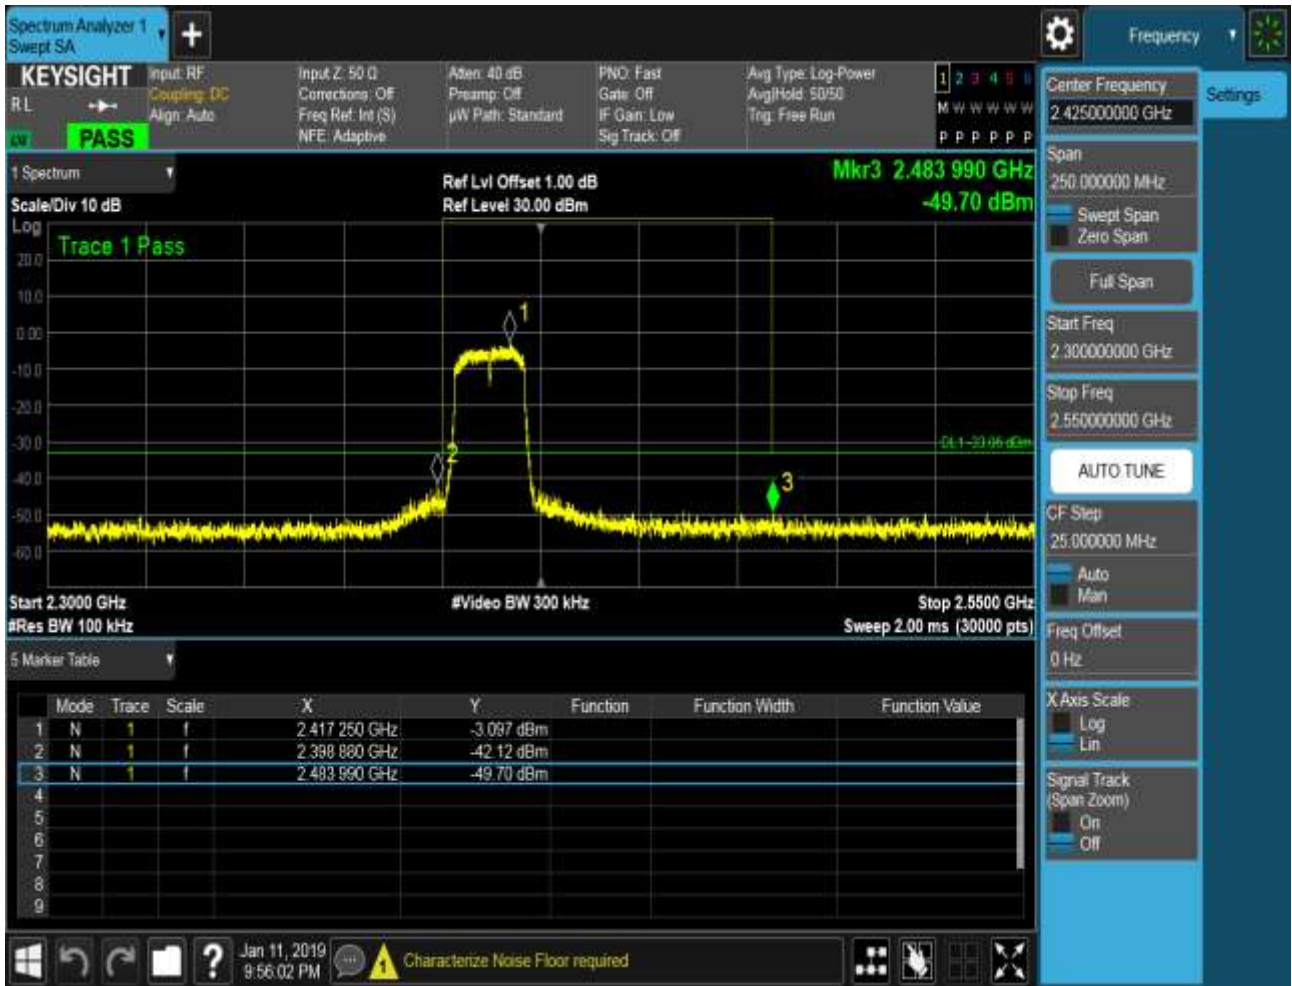 Spectrum Analyzer 1
Swept SA
Frequency
KEYSIGHT
RL
PASS
Input: RF
Coupling: DC
Align: Auto
Input Z: 50 Ω
Corrections: Off
Freq Ref: Int (S)
NFE: Adaptive
Atten: 40 dB
Preamp: Off
µW Path: Standard
PNO: Fast
Gate: Off
IF Gain: Low
Sig Track: Off
Avg Type: Log-Power
Avg|Hold: 50/50
Trig: Free Run
1 2 3 4 5 6
M W W W W W
P P P P P P
1 Spectrum
Scale/Div 10 dB
Ref Lvl Offset 1.00 dB
Ref Level 30.00 dBm
Mkr3 2.483 990 GHz
-49.70 dBm
Log
Trace 1 Pass
20.0
10.0
0.00
-10.0
-20.0
-30.0
-40.0
-50.0
-60.0
1
2
3
DL1 -33.06 dBm
Start 2.3000 GHz
#Video BW 300 kHz
Stop 2.5500 GHz
#Res BW 100 kHz
Sweep 2.00 ms (30000 pts)
5 Marker Table
Mode Trace Scale X Y Function Function Width Function Value
1 N 1 f 2.417 250 GHz -3.097 dBm
2 N 1 f 2.398 880 GHz -42.12 dBm
3 N 1 f 2.483 990 GHz -49.70 dBm
4
5
6
7
8
9
Jan 11, 2019
9:56:02 PM
1
Characterize Noise Floor required
Center Frequency
2.425000000 GHz
Settings
Span
250.000000 MHz
Swept Span
Zero Span
Full Span
Start Freq
2.300000000 GHz
Stop Freq
2.550000000 GHz
AUTO TUNE
CF Step
25.000000 MHz
Auto
Man
Freq Offset
0 Hz
X Axis Scale
Log
Lin
Signal Track
(Span Zoom)
On
Off